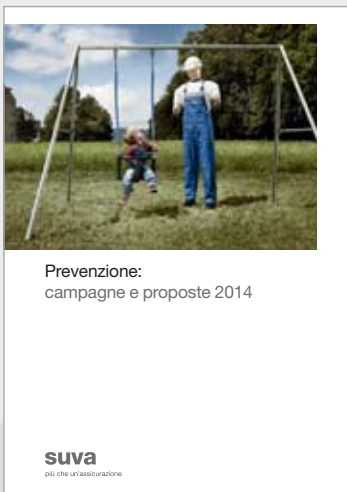 Prevenzione:
campagne e proposte 2014
suva
più che un'assicurazione